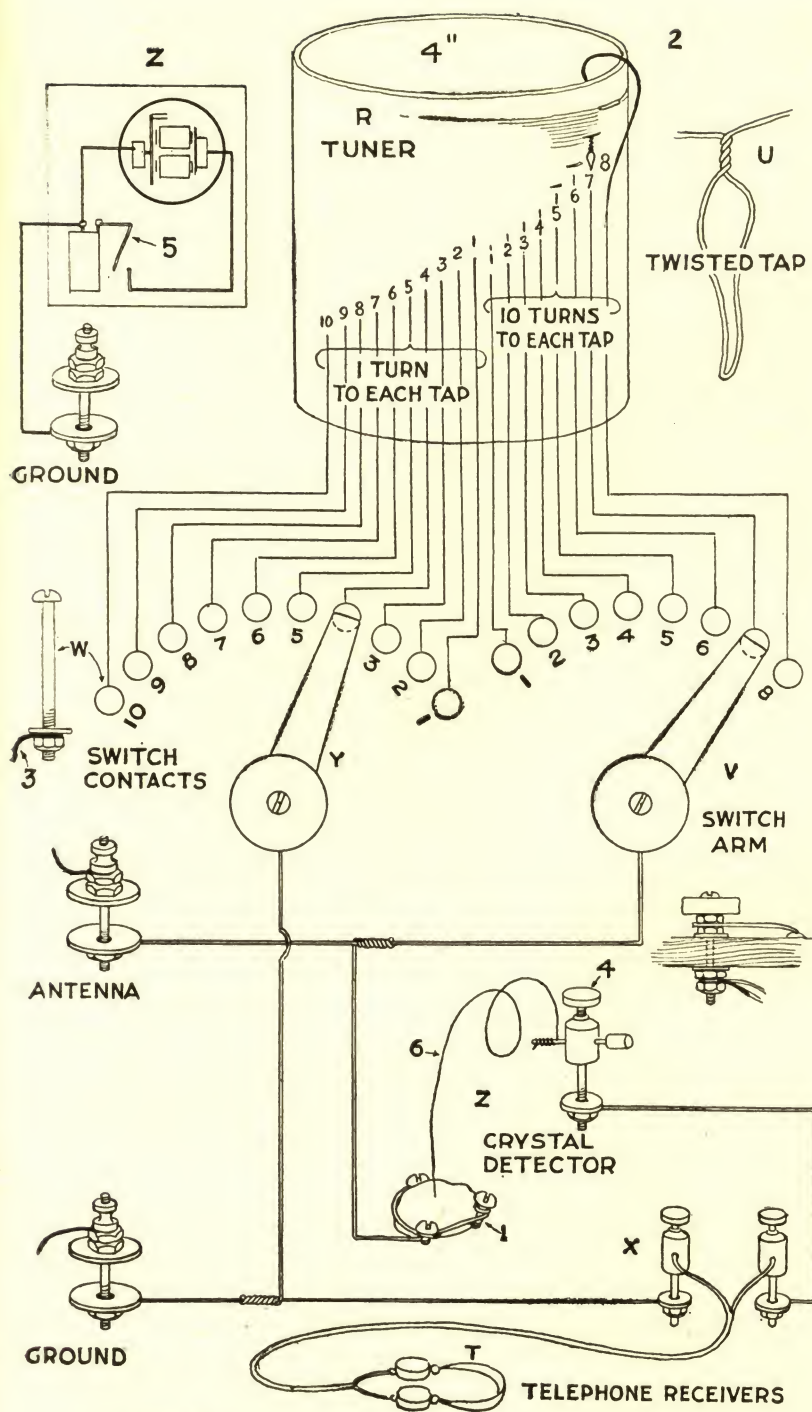 Z
4"
2
R
TUNER
U
TWISTED TAP
5
8
7
6
5
4
3
2
1
1
2
3
4
5
6
7
8
9
10
10 TURNS
TO EACH TAP
1 TURN
TO EACH TAP
GROUND
W
10
9
8
7
6
5
3
2
1
1
2
3
4
5
6
8
3
SWITCH
CONTACTS
Y
V
SWITCH
ARM
ANTENNA
4
6
Z
CRYSTAL
DETECTOR
1
X
GROUND
T
TELEPHONE RECEIVERS